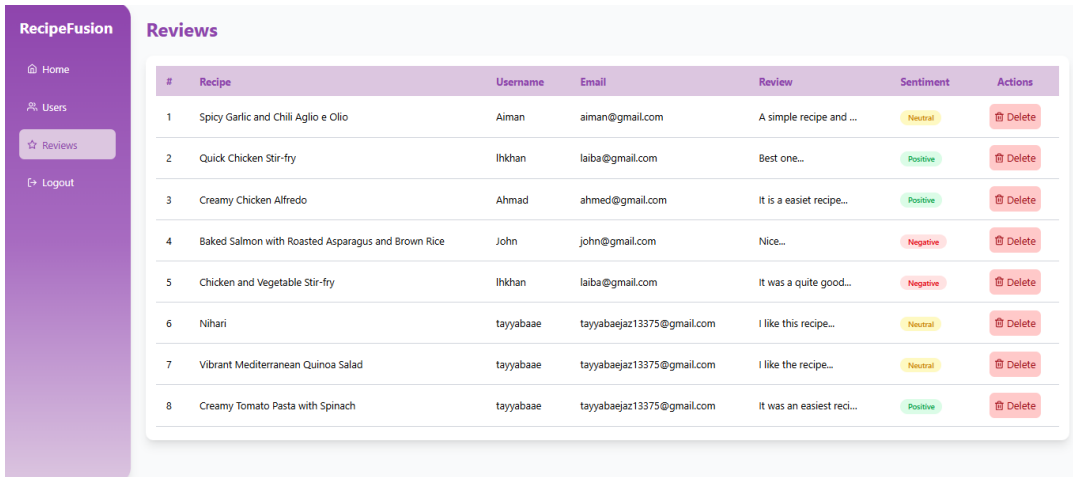 RecipeFusion
Home
Users
Reviews
Logout
Reviews
# Recipe Username Email Review Sentiment Actions
1 Spicy Garlic and Chili Aglio e Olio Aiman aiman@gmail.com A simple recipe and ... Neutral Delete
2 Quick Chicken Stir-fry lhkhan laiba@gmail.com Best one... Positive Delete
3 Creamy Chicken Alfredo Ahmad ahmed@gmail.com It is a easiet recipe... Positive Delete
4 Baked Salmon with Roasted Asparagus and Brown Rice John john@gmail.com Nice... Negative Delete
5 Chicken and Vegetable Stir-fry lhkhan laiba@gmail.com It was a quite good... Negative Delete
6 Nihari tayyabaae tayyabaejaz13375@gmail.com I like this recipe... Neutral Delete
7 Vibrant Mediterranean Quinoa Salad tayyabaae tayyabaejaz13375@gmail.com I like the recipe... Neutral Delete
8 Creamy Tomato Pasta with Spinach tayyabaae tayyabaejaz13375@gmail.com It was an easiest reci... Positive Delete